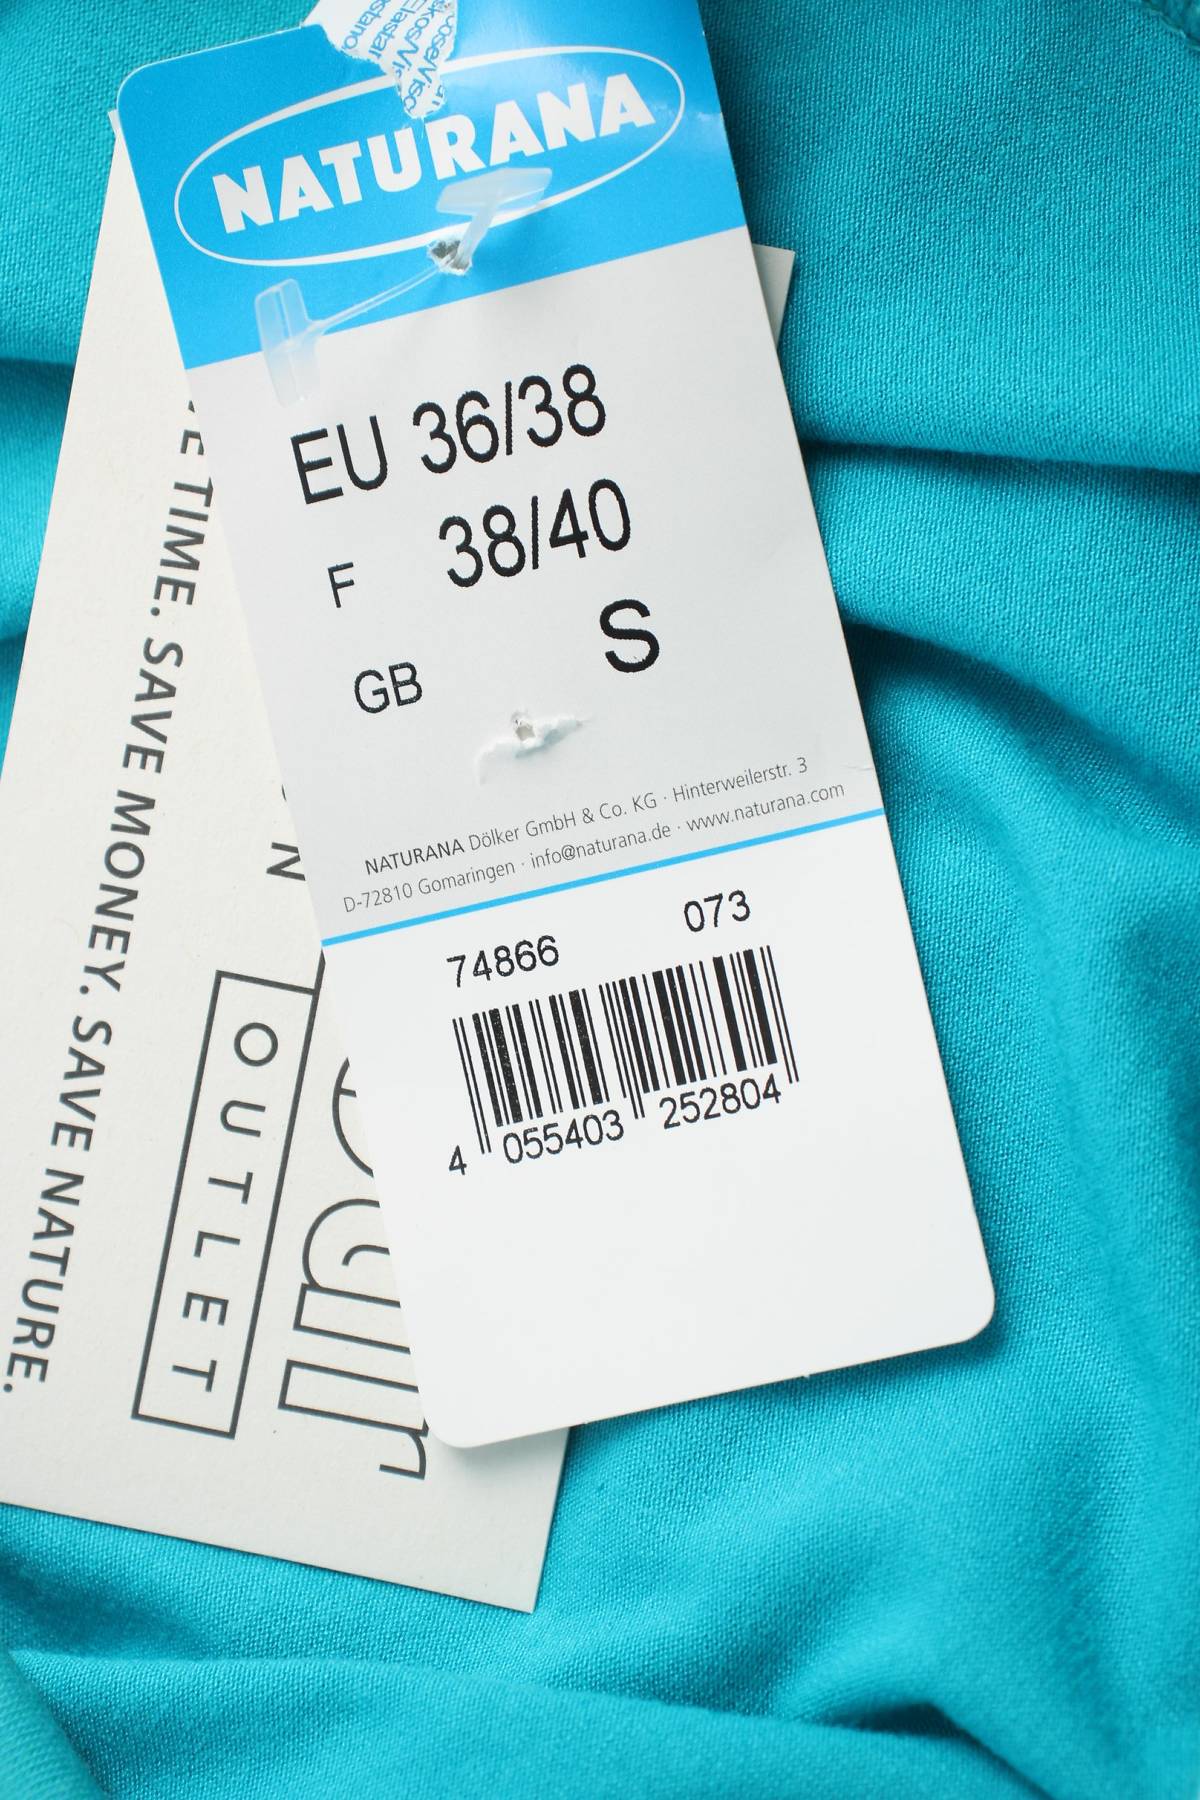 NATURANA
EU 36/38
F 38/40
GB S
NATURANA Dölker GmbH & Co. KG · Hinterweilerstr. 3
D-72810 Gomaringen · info@naturana.de · www.naturana.com
74866 073
4 055403 252804
TIME. SAVE MONEY. SAVE NATURE.
OUTLET